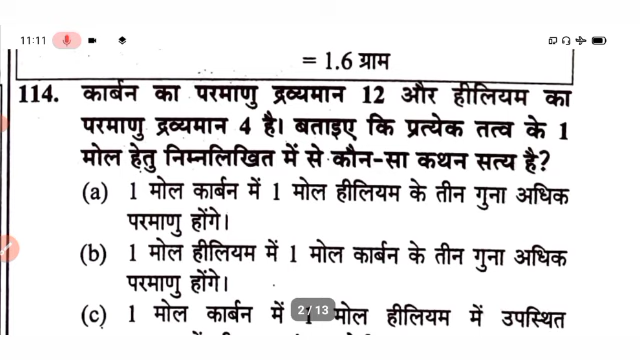 11:11
= 1.6 ग्राम
114. कार्बन का परमाणु द्रव्यमान 12 और हीलियम का
परमाणु द्रव्यमान 4 है। बताइए कि प्रत्येक तत्व के 1
मोल हेतु निम्नलिखित में से कौन-सा कथन सत्य है?
(a) 1 मोल कार्बन में 1 मोल हीलियम के तीन गुना अधिक
परमाणु होंगे।
(b) 1 मोल हीलियम में 1 मोल कार्बन के तीन गुना अधिक
परमाणु होंगे।
(c) 1 मोल कार्बन में 1 मोल हीलियम में उपस्थित
2 / 13